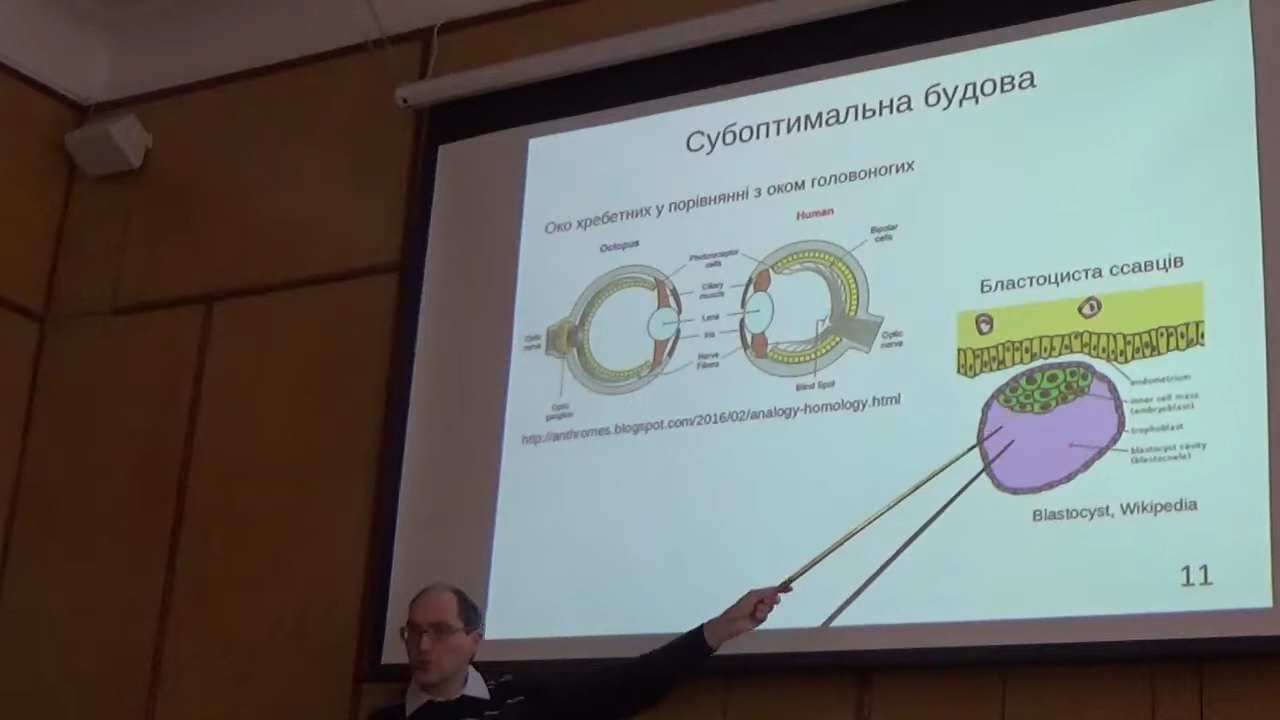 Субоптимальна будова
Око хребетних у порівнянні з оком головоногих
Octopus
Human
Photoreceptor
cells
Bipolar
cells
Ciliary
muscle
Lens
Iris
Optic
nerve
Optic
nerve
Nerve
Fibers
Blind Spot
Optic
ganglion
http://anthromes.blogspot.com/2016/02/analogy-homology.html
Бластоциста ссавців
endometrium
inner cell mass
(embryoblast)
trophoblast
blastocyst cavity
(blastocoele)
Blastocyst, Wikipedia
11